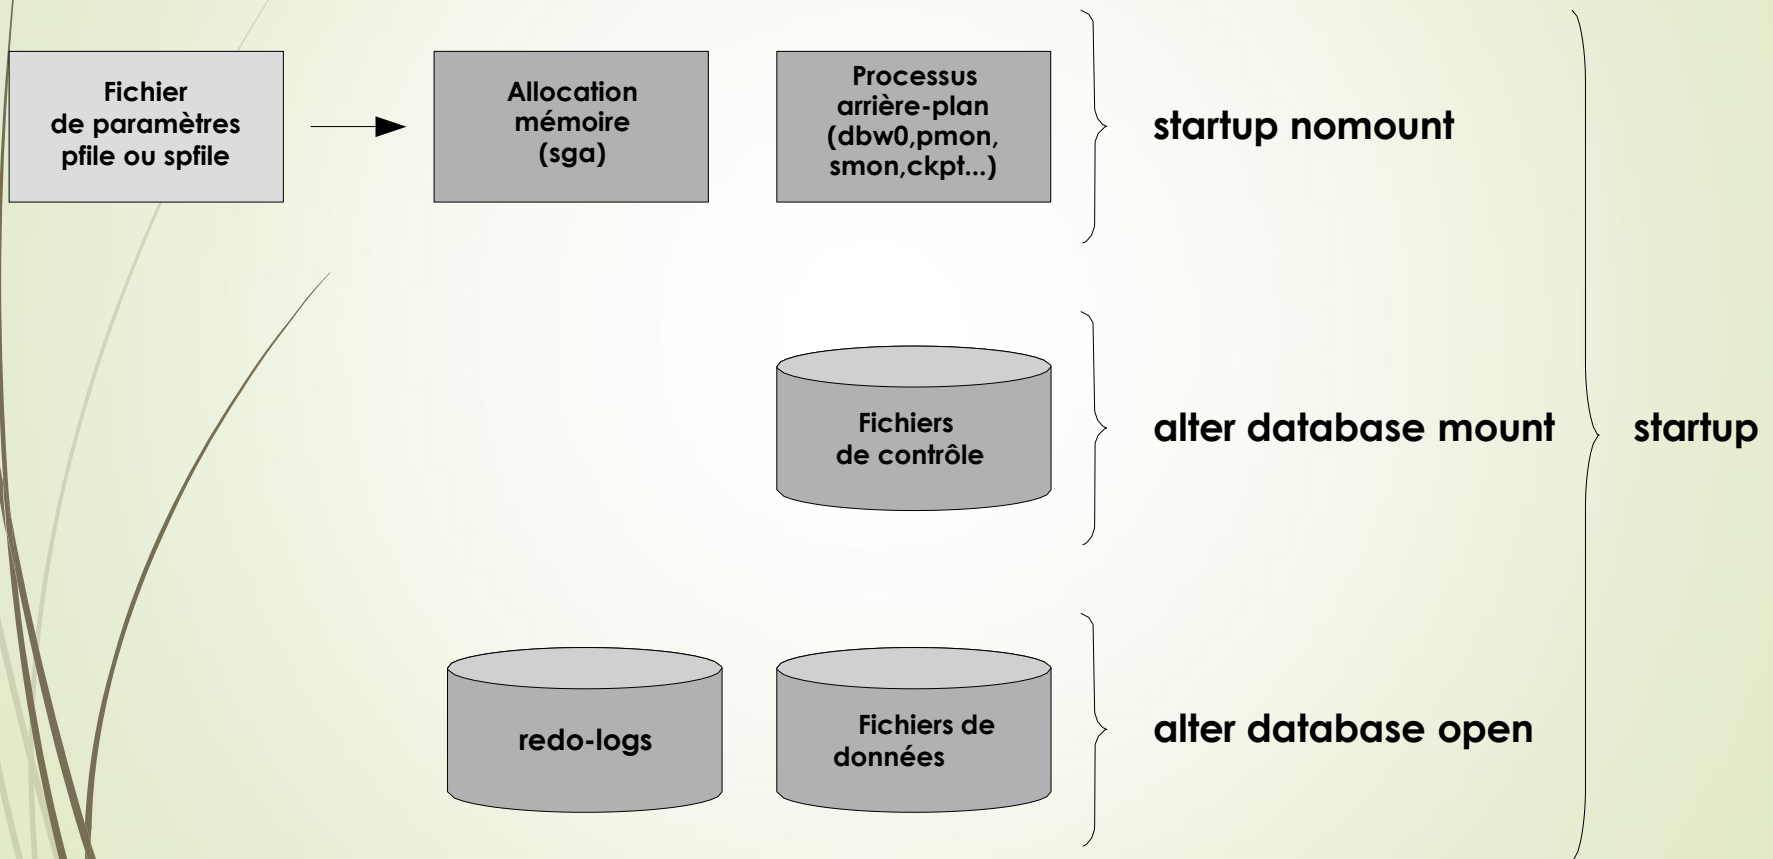 Fichier
de paramètres
pfile ou spfile
Allocation
mémoire
(sga)
Processus
arrière-plan
(dbw0,pmon,
smon,ckpt...)
startup nomount
Fichiers
de contrôle
alter database mount
startup
redo-logs
Fichiers de
données
alter database open